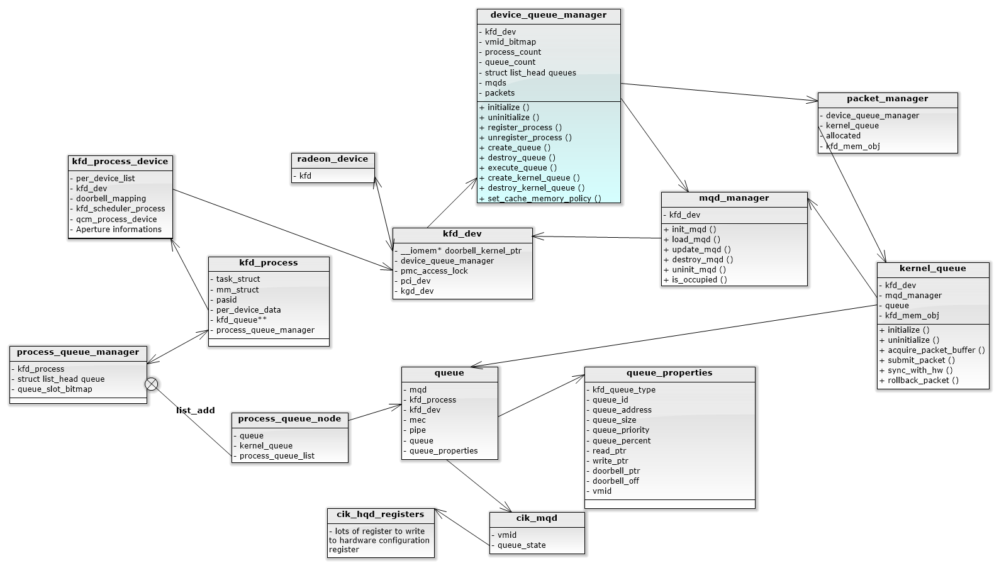 device_queue_manager
- kfd_dev
- vmid_bitmap
- process_count
- queue_count
- struct list_head queues
- mqds
- packets
+ initialize ()
+ uninitialize ()
+ register_process ()
+ unregister_process ()
+ create_queue ()
+ destroy_queue ()
+ execute_queue ()
+ create_kernel_queue ()
+ destroy_kernel_queue ()
+ set_cache_memory_policy ()
packet_manager
- device_queue_manager
- kernel_queue
- allocated
- kfd_mem_obj
kfd_process_device
- per_device_list
- kfd_dev
- doorbell_mapping
- kfd_scheduler_process
- qcm_process_device
- Aperture informations
radeon_device
- kfd
mqd_manager
- kfd_dev
+ init_mqd ()
+ load_mqd ()
+ update_mqd ()
+ destroy_mqd ()
+ uninit_mqd ()
+ is_occupied ()
kfd_dev
- __iomem* doorbell_kernel_ptr
- device_queue_manager
- pmc_access_lock
- pci_dev
- kgd_dev
kfd_process
- task_struct
- mm_struct
- pasid
- per_device_data
- kfd_queue**
- process_queue_manager
kernel_queue
- kfd_dev
- mqd_manager
- queue
- kfd_mem_obj
+ initialize ()
+ uninitialize ()
+ acquire_packet_buffer ()
+ submit_packet ()
+ sync_with_hw ()
+ rollback_packet ()
process_queue_manager
- kfd_process
- struct list_head queue
- queue_slot_bitmap
list_add
process_queue_node
- queue
- kernel_queue
- process_queue_list
queue
- mqd
- kfd_process
- kfd_dev
- mec
- pipe
- queue
- queue_properties
queue_properties
- kfd_queue_type
- queue_id
- queue_address
- queue_size
- queue_priority
- queue_percent
- read_ptr
- write_ptr
- doorbell_ptr
- doorbell_off
- vmid
cik_hqd_registers
- lots of register to write
to hardware configuration
register
cik_mqd
- vmid
- queue_state